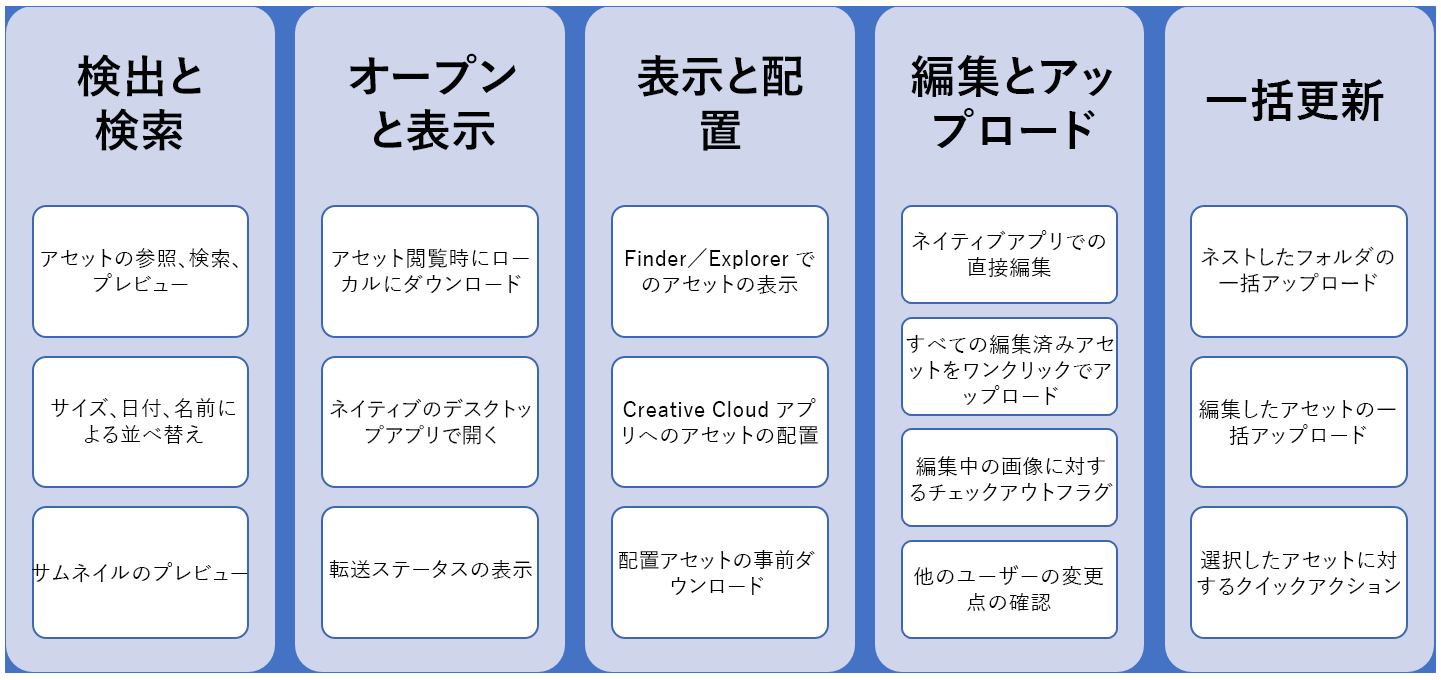 検出と
検索
アセットの参照、検索、
プレビュー
サイズ、日付、名前に
よる並べ替え
サムネイルのプレビュー
オープン
と表示
アセット閲覧時にロー
カルにダウンロード
ネイティブのデスクトッ
プアプリで開く
転送ステータスの表示
表示と配
置
Finder／Explorer で
のアセットの表示
Creative Cloud アプ
リへのアセットの配置
配置アセットの事前ダ
ウンロード
編集とアッ
プロード
ネイティブアプリでの
直接編集
すべての編集済みアセ
ットをワンクリックでア
ップロード
編集中の画像に対す
るチェックアウトフラグ
他のユーザーの変更
点の確認
一括更新
ネストしたフォルダの
一括アップロード
編集したアセットの一
括アップロード
選択したアセットに対
するクイックアクション